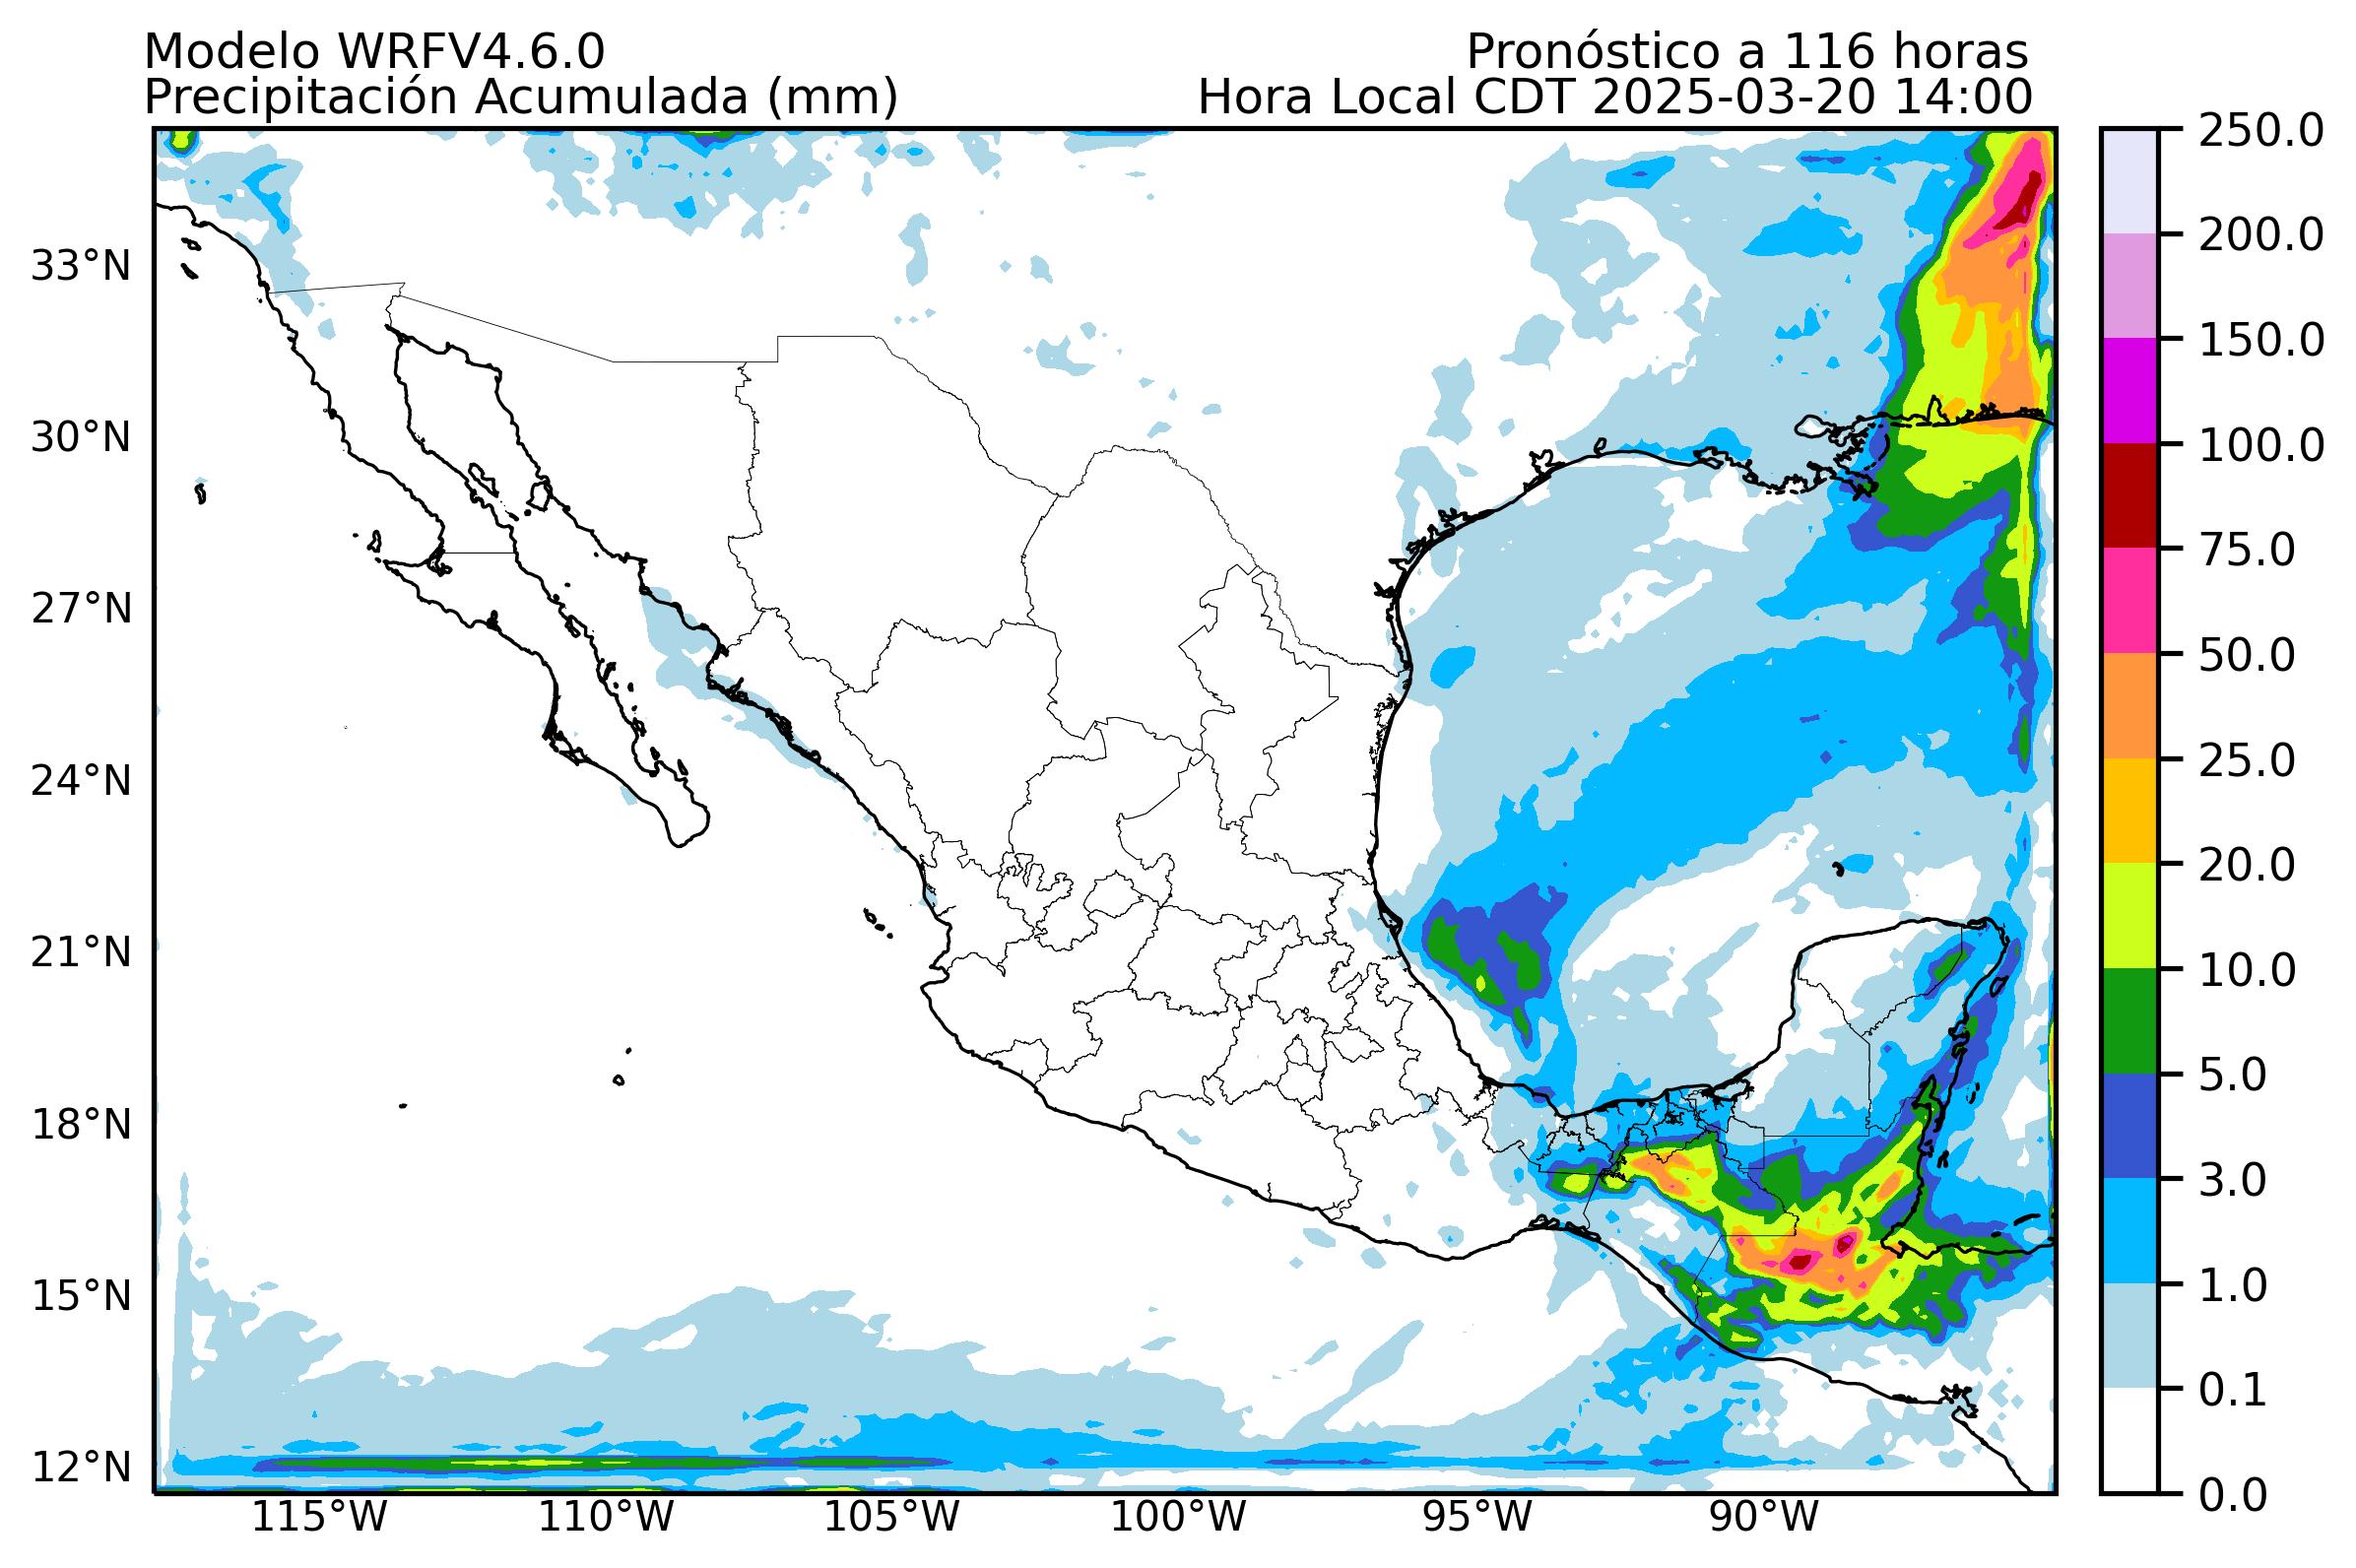 Modelo WRFV4.6.0
Pronóstico a 116 horas
Precipitación Acumulada (mm)
Hora Local CDT 2025-03-20 14:00
33°N
30°N
27°N
24°N
21°N
18°N
15°N
12°N
115°W
110°W
105°W
100°W
95°W
90°W
250.0
200.0
150.0
100.0
75.0
50.0
25.0
20.0
10.0
5.0
3.0
1.0
0.1
0.0